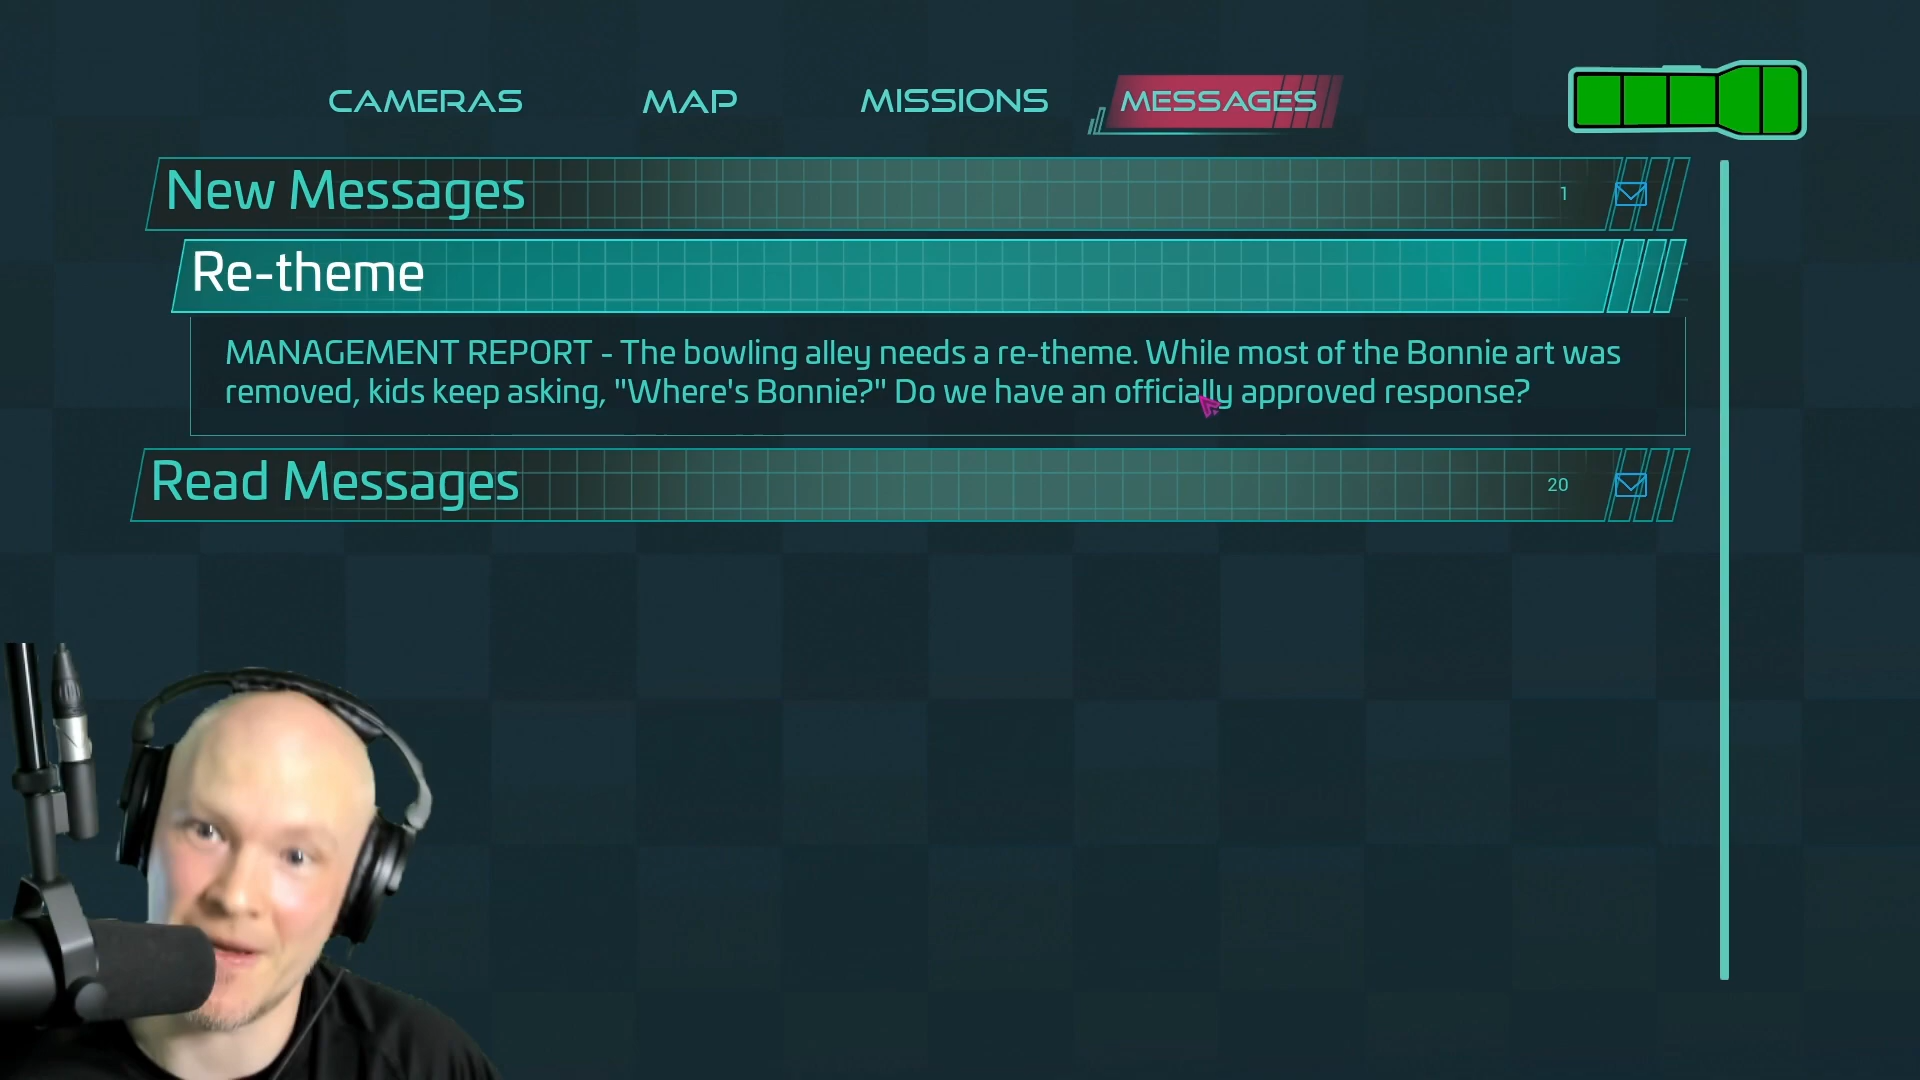 CAMERAS MAP MISSIONS MESSAGES
New Messages 1
Re-theme
MANAGEMENT REPORT - The bowling alley needs a re-theme. While most of the Bonnie art was
removed, kids keep asking, "Where's Bonnie?" Do we have an officially approved response?
Read Messages 20